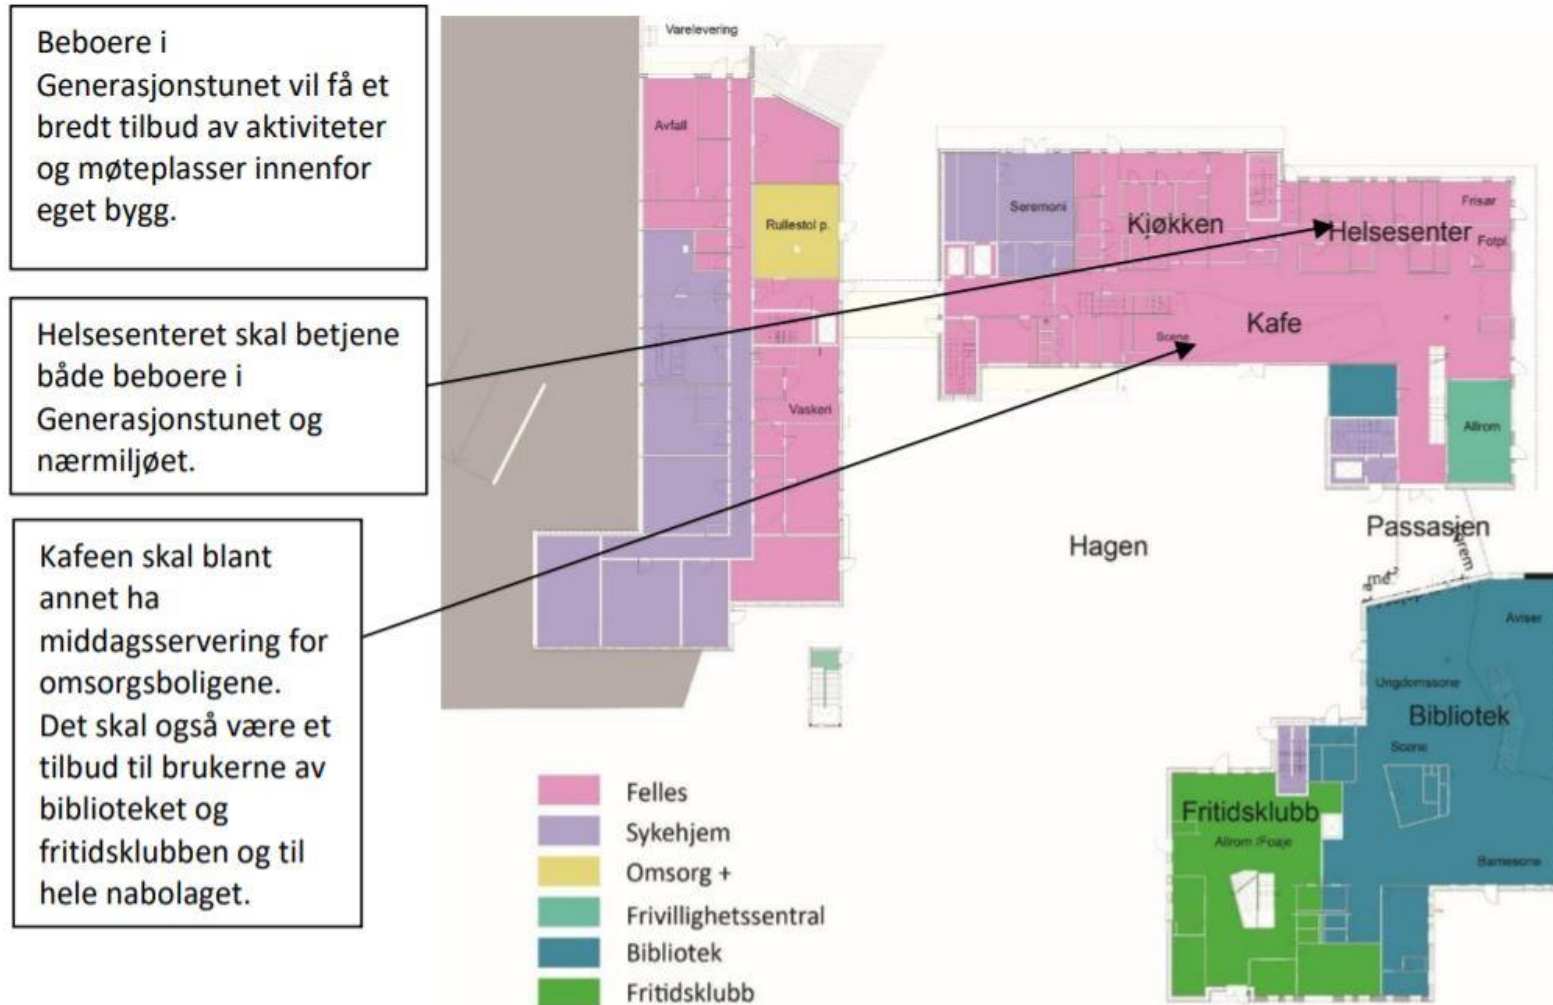 Beboere i
Generasjonstunet vil få et
bredt tilbud av aktiviteter
og møteplasser innenfor
eget bygg.
Helsesenteret skal betjene
både beboere i
Generasjonstunet og
nærmiljøet.
Kafeen skal blant
annet ha
middagsservering for
omsorgsboligene.
Det skal også være et
tilbud til brukerne av
biblioteket og
fritidsklubben og til
hele nabolaget.
Varelevering
Avfall
Rullestol p.
Vaskeri
Seremoni
Kjøkken
Helsesenter
Frisør
Fotpl.
Kafe
Scene
Allrom
Hagen
Passasjen
Aviser
Ungdomssone
Bibliotek
Scene
Barnesone
Fritidsklubb
Allrom /Foaje
Felles
Sykehjem
Omsorg +
Frivillighetssentral
Bibliotek
Fritidsklubb